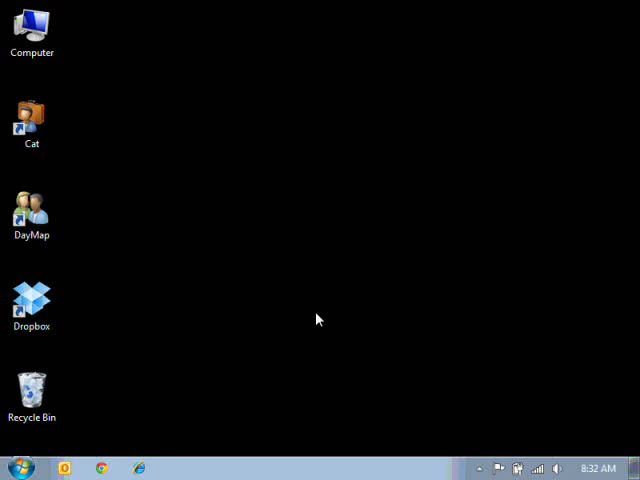 Computer
Cat
DayMap
Dropbox
Recycle Bin
8:32 AM